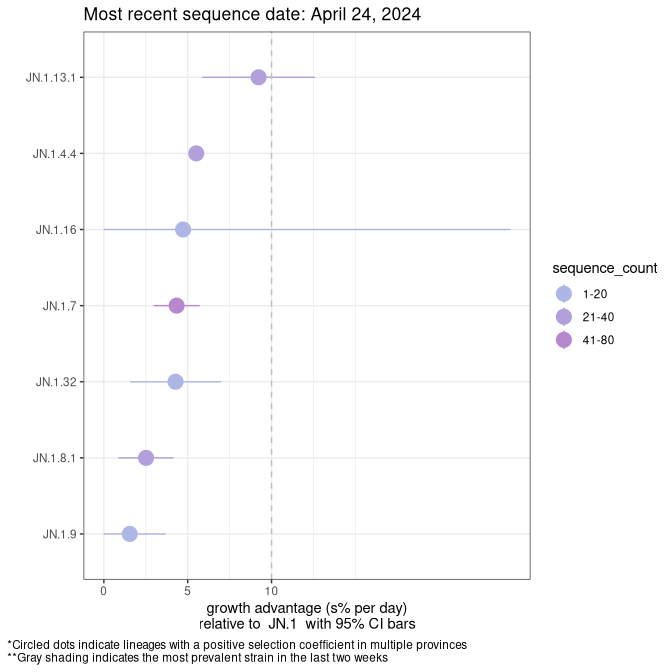 Most recent sequence date: April 24, 2024
JN.1.13.1
JN.1.4.4
JN.1.16
JN.1.7
JN.1.32
JN.1.8.1
JN.1.9
0 5 10
growth advantage (s% per day)
relative to JN.1 with 95% CI bars
sequence_count
1-20
21-40
41-80
*Circled dots indicate lineages with a positive selection coefficient in multiple provinces
**Gray shading indicates the most prevalent strain in the last two weeks